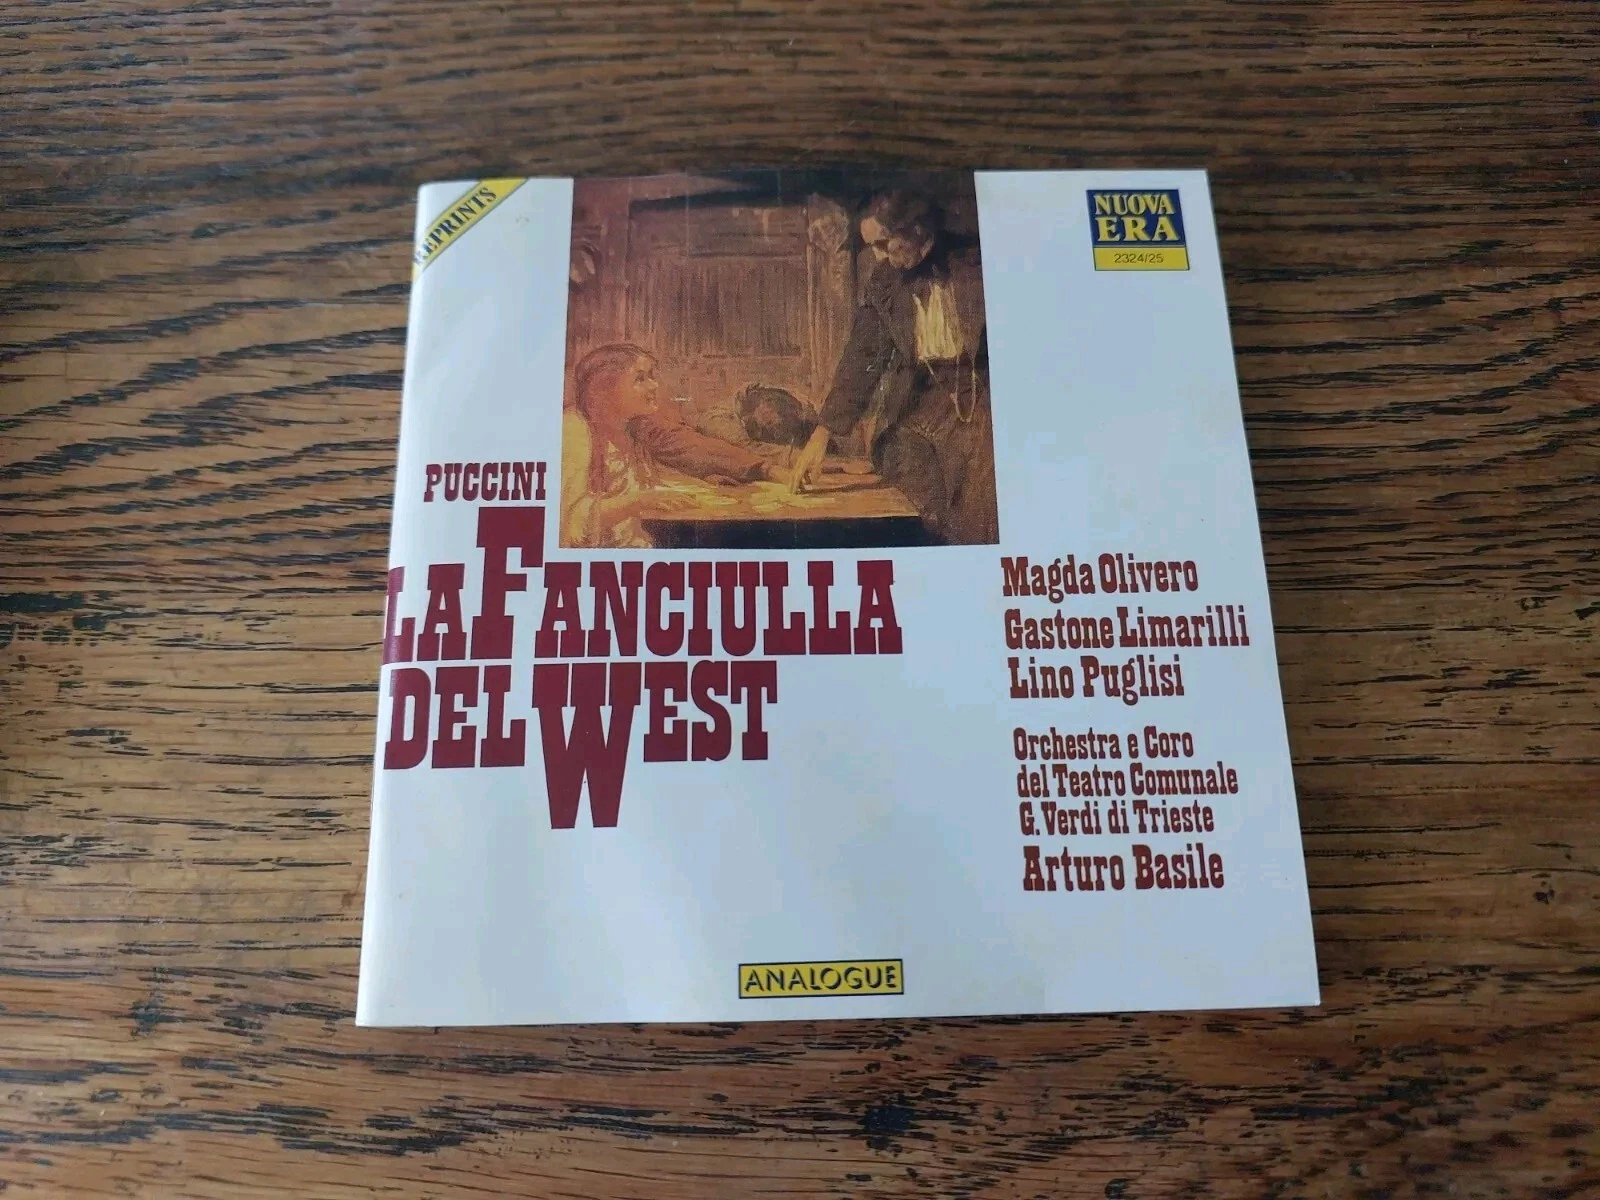 REPRINTS
NUOVA
ERA
2324/25
PUCCINI
LA FANCIULLA
DEL WEST
Magda Olivero
Gastone Limarilli
Lino Puglisi
Orchestra e Coro
del Teatro Comunale
G. Verdi di Trieste
Arturo Basile
ANALOGUE